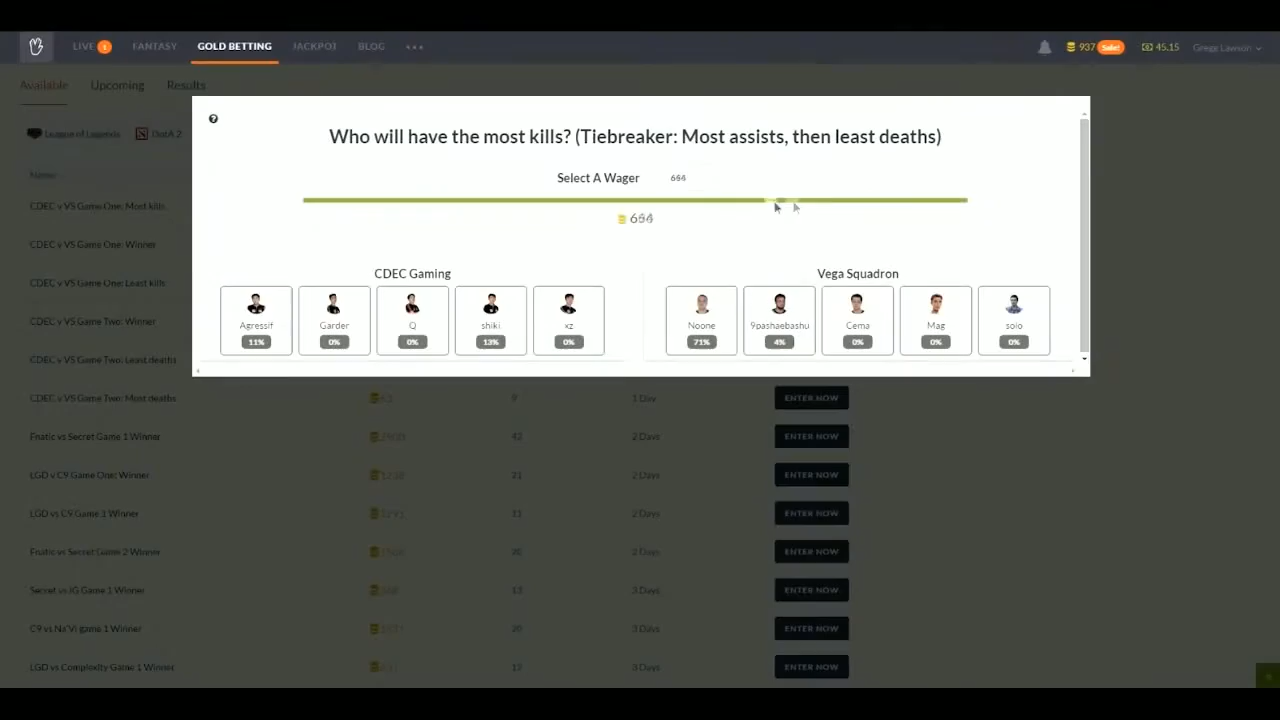 LIVE
FANTASY
GOLD BETTING
JACKPOT
BLOG
937 Sale!
45.15
Gregg Lawson
Available
Upcoming
Results
League of Legends
DotA 2
Name
Who will have the most kills? (Tiebreaker: Most assists, then least deaths)
Select A Wager
CDEC Gaming
Vega Squadron
Agressif
Garder
Q
shiki
xz
Noone
9pashaebashu
Cema
Mag
solo
11%
0%
0%
13%
0%
71%
4%
0%
0%
0%
CDEC v VS Game One: Most kills
CDEC v VS Game One: Winner
CDEC v VS Game One: Least kills
CDEC v VS Game Two: Winner
CDEC v VS Game Two: Least deaths
CDEC v VS Game Two: Most deaths 9 1 Day ENTER NOW
Fnatic vs Secret Game 1 Winner 2 Days ENTER NOW
LGD v C9 Game One: Winner 2 Days ENTER NOW
LGD vs C9 Game 1 Winner 2 Days ENTER NOW
Fnatic vs Secret Game 2 Winner 2 Days ENTER NOW
Secret vs IG Game 1 Winner 3 Days ENTER NOW
C9 vs Na'Vi game 1 Winner 3 Days ENTER NOW
LGD vs Complexity Game 1 Winner 3 Days ENTER NOW